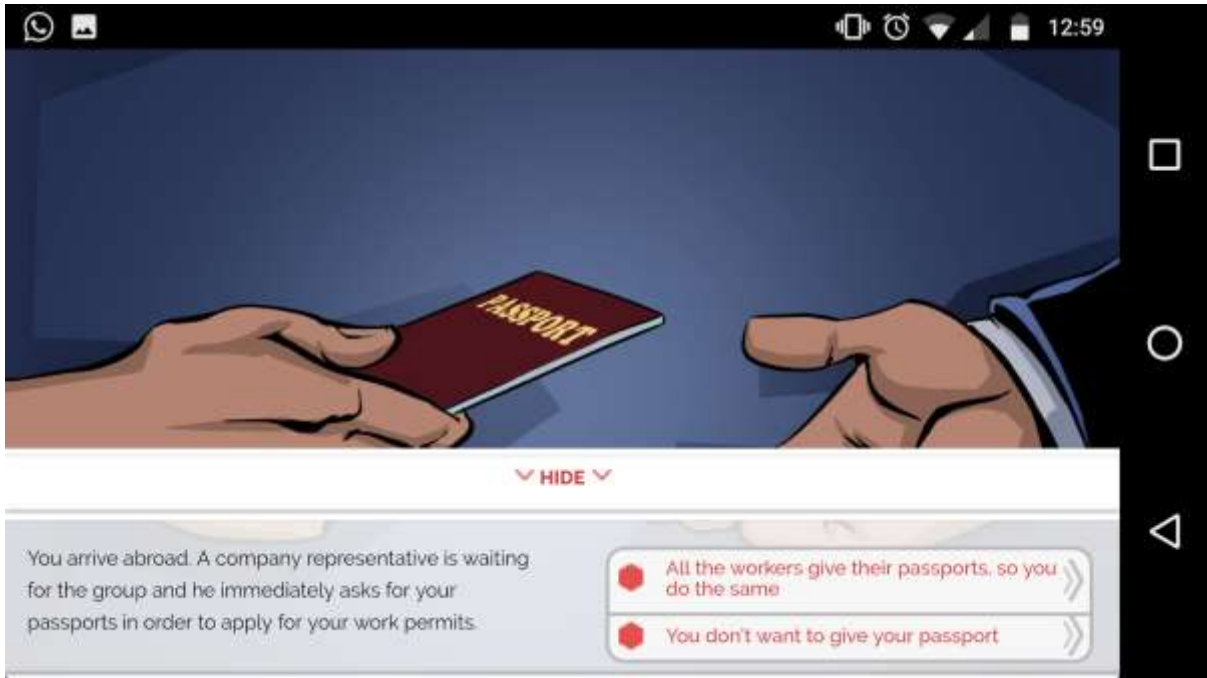 12:59
PASSPORT
HIDE
You arrive abroad. A company representative is waiting
for the group and he immediately asks for your
passports in order to apply for your work permits.
All the workers give their passports, so you
do the same
You don't want to give your passport